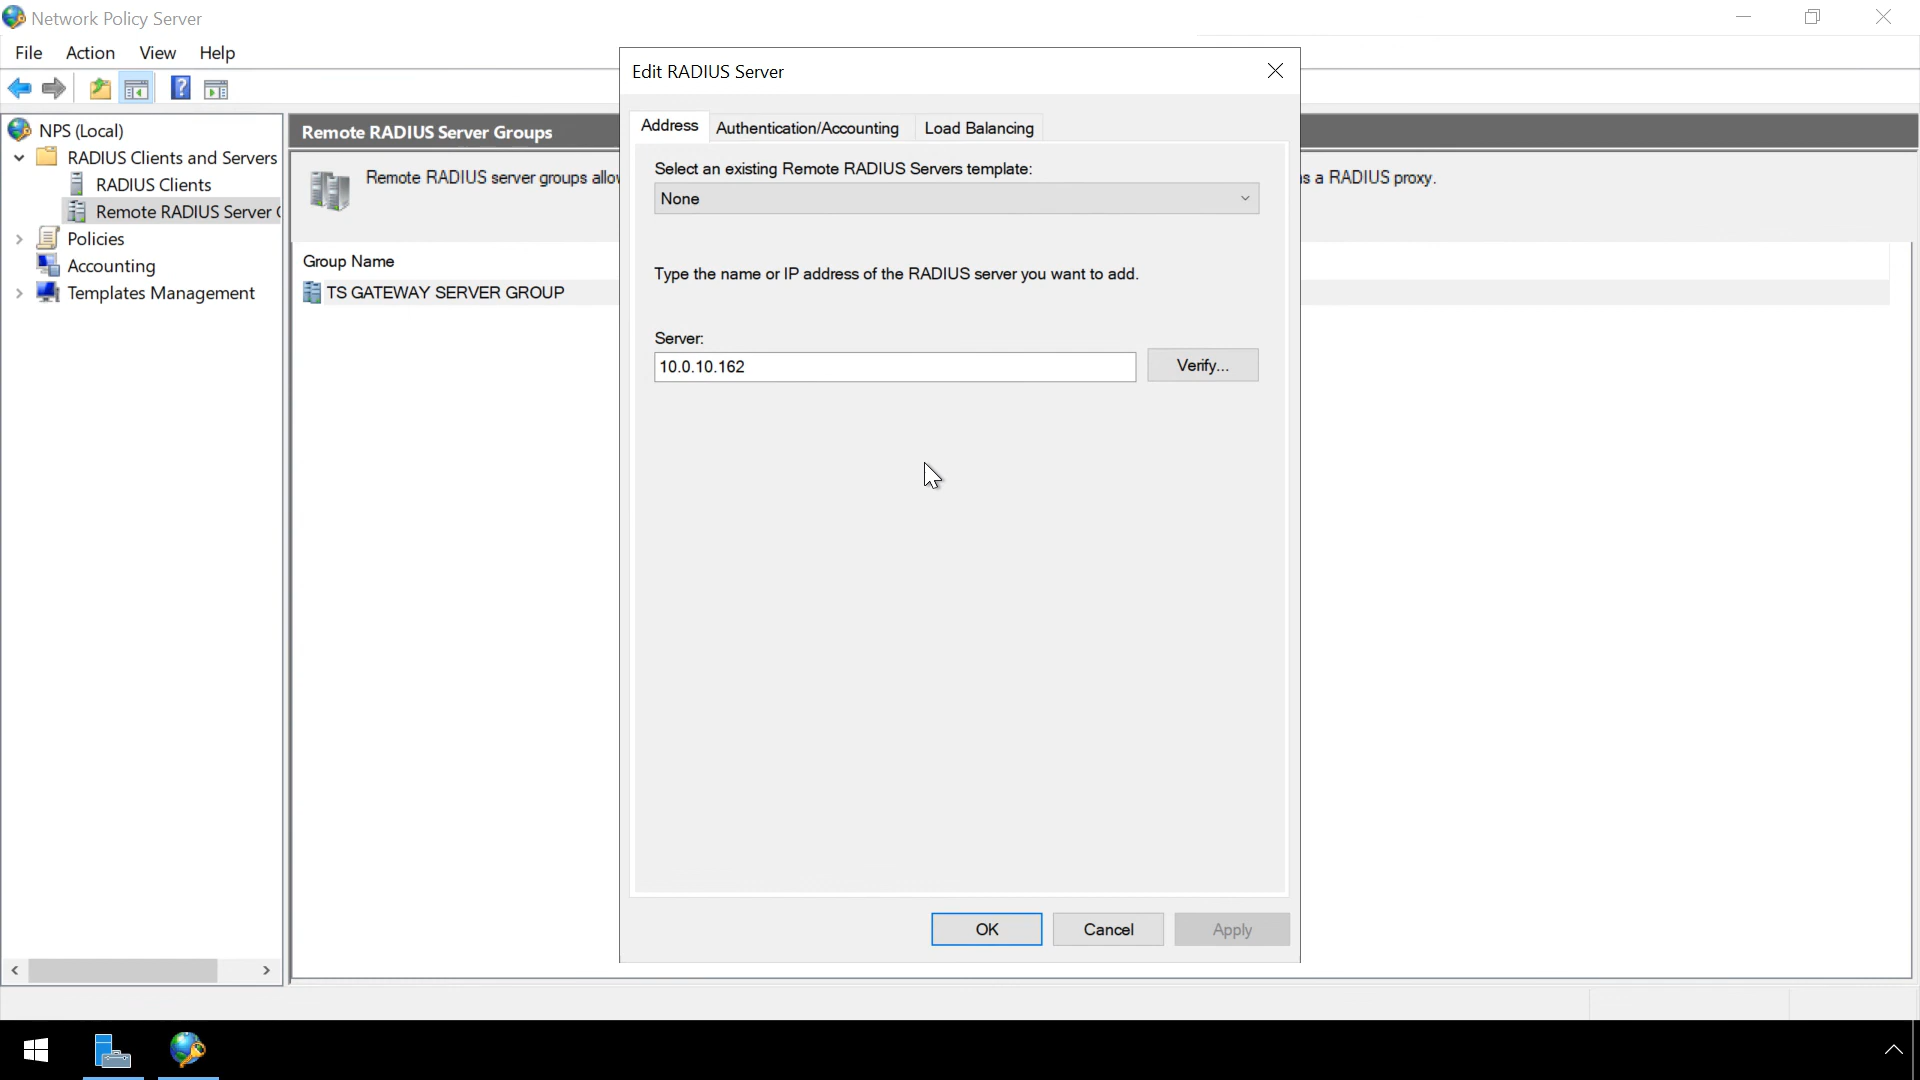 Network Policy Server
File Action View Help
Edit RADIUS Server
NPS (Local)
RADIUS Clients and Servers
RADIUS Clients
Remote RADIUS Server
Policies
Accounting
Templates Management
Remote RADIUS Server Groups
Remote RADIUS server groups
s a RADIUS proxy.
Group Name
TS GATEWAY SERVER GROUP
Address Authentication/Accounting Load Balancing
Select an existing Remote RADIUS Servers template:
None
Type the name or IP address of the RADIUS server you want to add.
Server:
10.0.10.162
Verify...
OK Cancel Apply